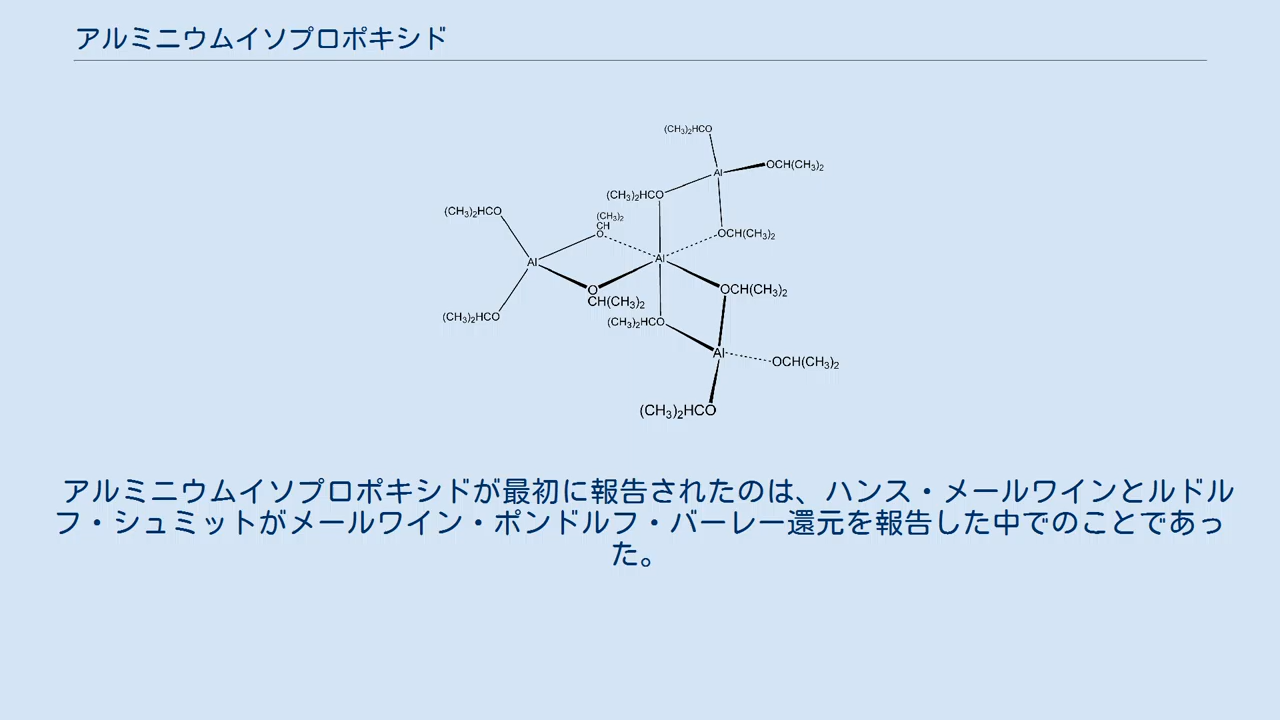 アルミニウムイソプロポキシド
(CH₃)₂HCO
Al
OCH(CH₃)₂
(CH₃)₂HCO
(CH₃)₂HCO
(CH₃)₂
CH
O
OCH(CH₃)₂
Al
Al
O
CH(CH₃)₂
OCH(CH₃)₂
(CH₃)₂HCO
(CH₃)₂HCO
Al
OCH(CH₃)₂
(CH₃)₂HCO
アルミニウムイソプロポキシドが最初に報告されたのは、ハンス・メールワインとルドル
フ・シュミットがメールワイン・ポンドルフ・バーレー還元を報告した中でのことであっ
た。